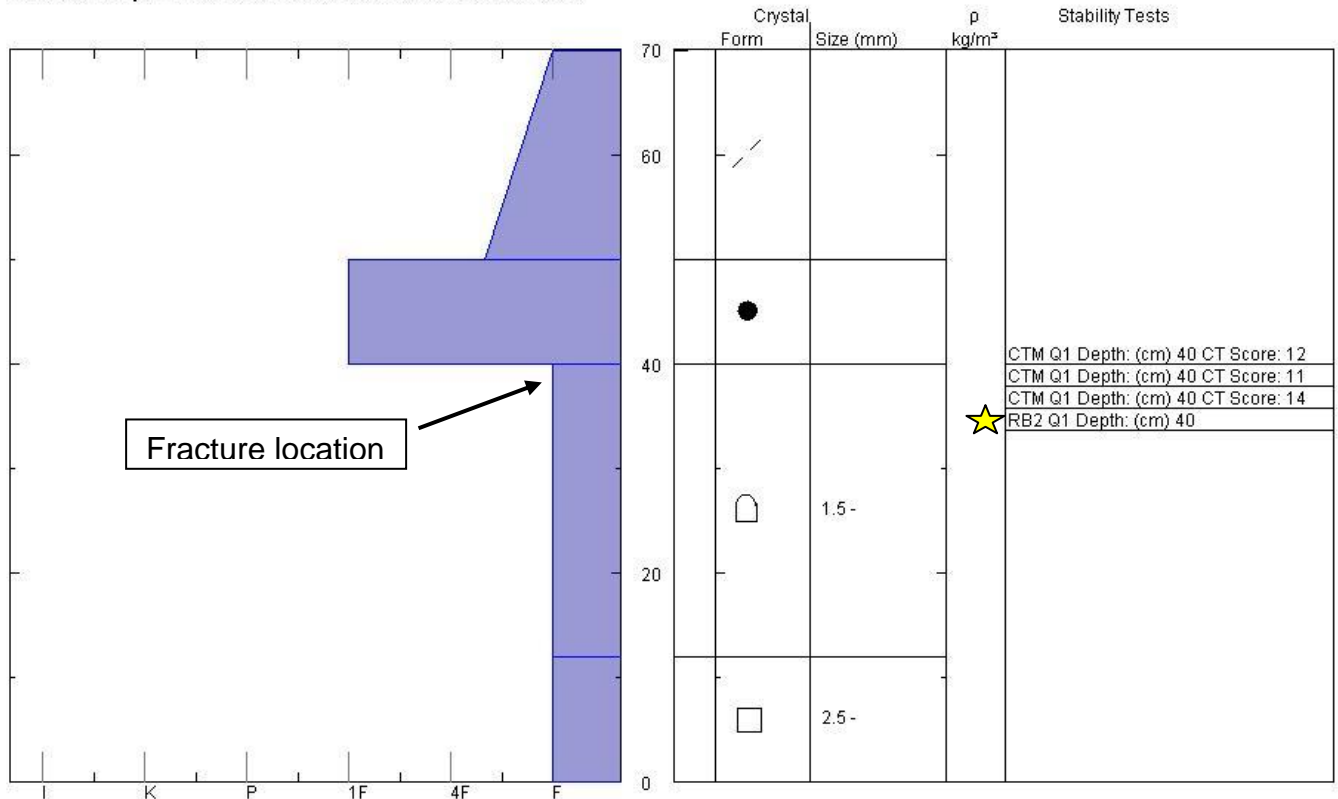 Crystal ρ Stability Tests
Form Size (mm) kg/m³
70
60
CTM Q1 Depth: (cm) 40 CT Score: 12
40
CTM Q1 Depth: (cm) 40 CT Score: 11
CTM Q1 Depth: (cm) 40 CT Score: 14
RB2 Q1 Depth: (cm) 40
Fracture location
1.5 -
20
2.5 -
0
I K P 1F 4F F